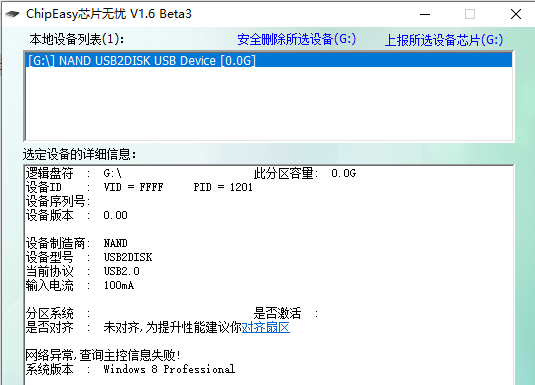 ChipEasy芯片无忧 V1.6 Beta3
本地设备列表(1): 安全删除所选设备(G:) 上报所选设备芯片(G:)
[G:\] NAND USB2DISK USB Device [0.0G]
选定设备的详细信息:
逻辑盘符 : G:\ 此分区容量: 0.0G
设备ID : VID = FFFF PID = 1201
设备序列号:
设备版本 : 0.00
设备制造商: NAND
设备型号 : USB2DISK
当前协议 : USB2.0
输入电流 : 100mA
分区系统 : 是否激活 :
是否对齐 : 未对齐,为提升性能建议你对齐扇区
网络异常,查询主控信息失败!
系统版本 : Windows 8 Professional